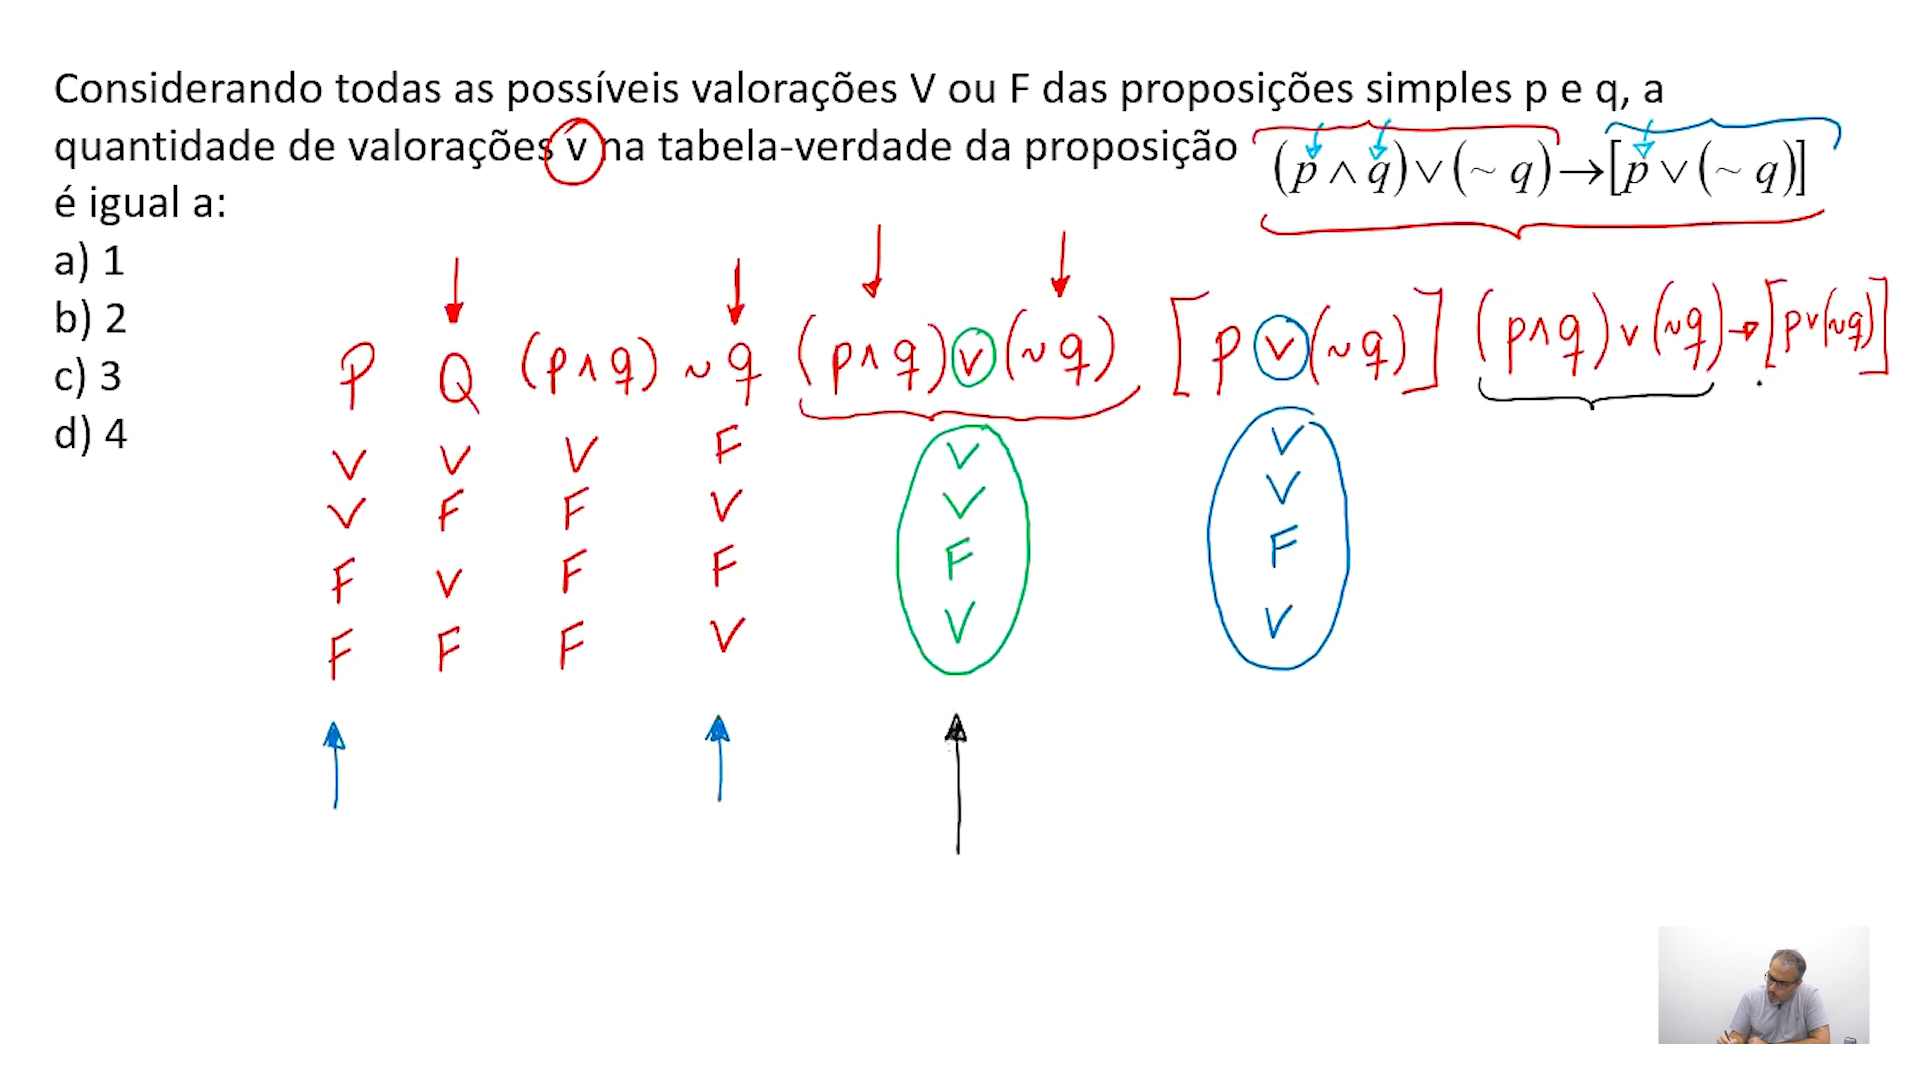 Considerando todas as possíveis valorações V ou F das proposições simples p e q, a
quantidade de valorações v na tabela-verdade da proposição (p ∧ q) ∨ (~ q) → [p ∨ (~ q)]
é igual a:
a) 1
b) 2
c) 3
d) 4
P Q (p ∧ q) ~q (p ∧ q) ∨ (~q) [p ∨ (~q)] (p ∧ q) ∨ (~q) → [p ∨ (~q)]
V V V F V V
V F F V V V
F V F F F F
F F F V V V